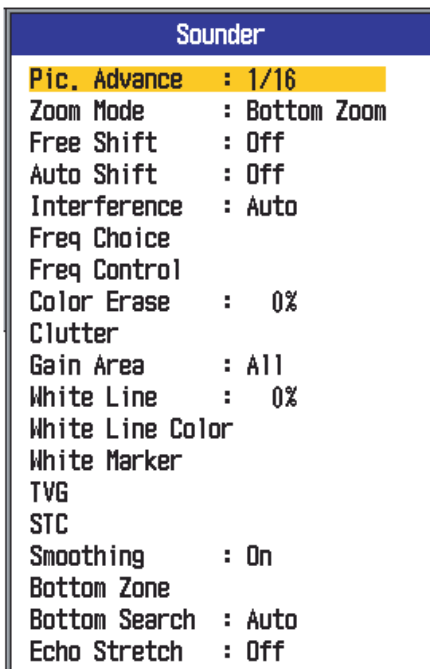 Sounder
Pic. Advance : 1/16
Zoom Mode : Bottom Zoom
Free Shift : Off
Auto Shift : Off
Interference : Auto
Freq Choice
Freq Control
Color Erase : 0%
Clutter
Gain Area : All
White Line : 0%
White Line Color
White Marker
TVG
STC
Smoothing : On
Bottom Zone
Bottom Search : Auto
Echo Stretch : Off